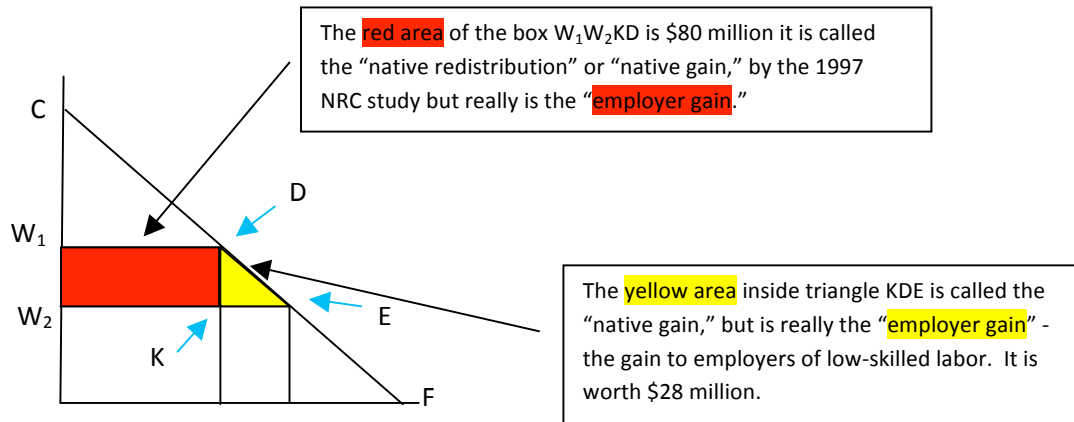 The red area of the box W₁W₂KD is $80 million it is called
the “native redistribution” or “native gain,” by the 1997
NRC study but really is the “employer gain.”
C
D
W₁
The yellow area inside triangle KDE is called the
“native gain,” but is really the “employer gain” -
the gain to employers of low-skilled labor. It is
worth $28 million.
W₂
E
K
F